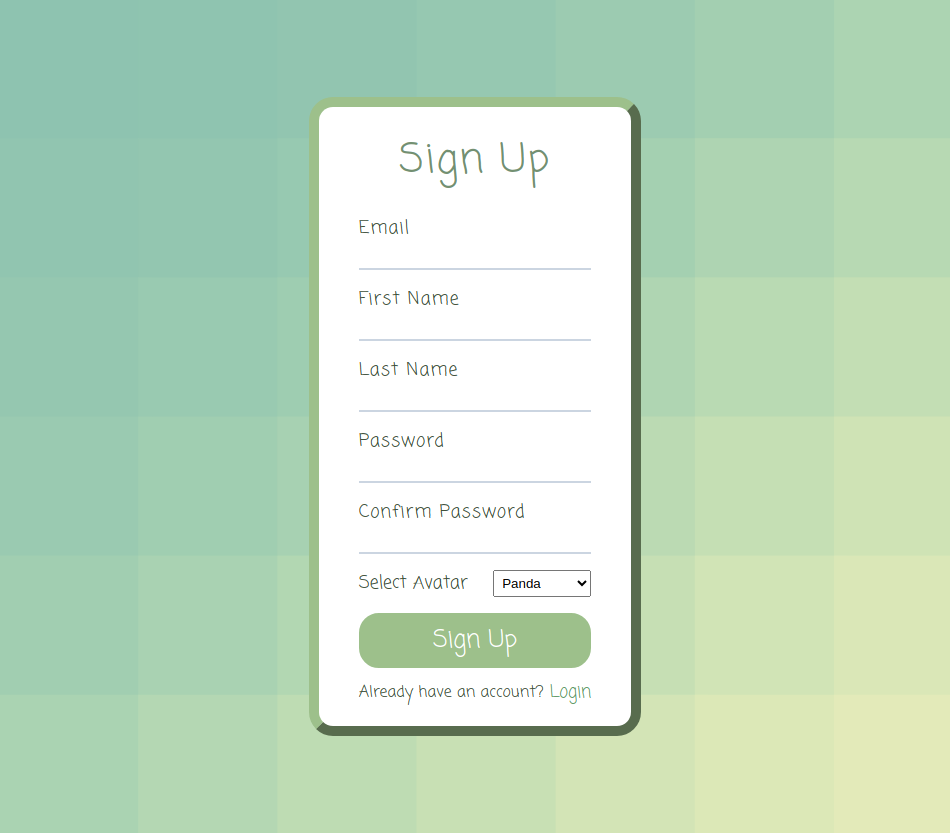 Sign Up
Email
First Name
Last Name
Password
Confirm Password
Select Avatar Panda
Sign Up
Already have an account? Login